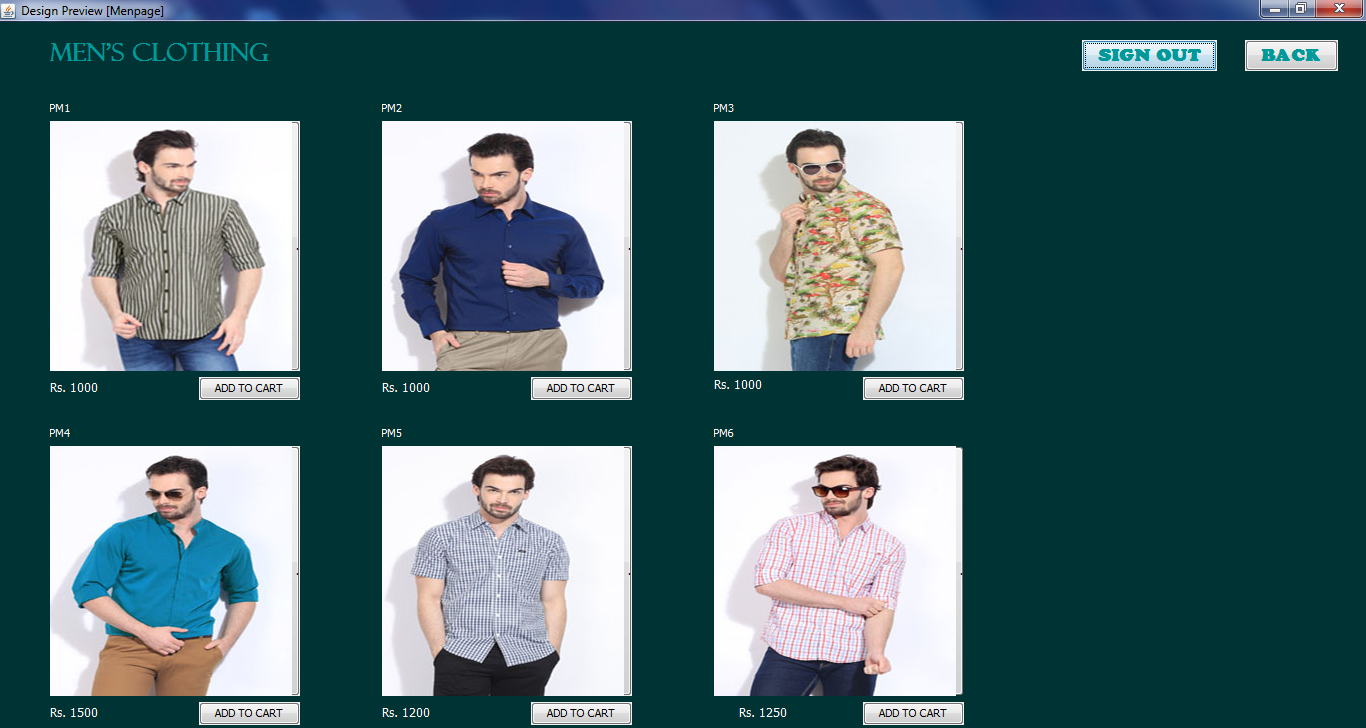 Design Preview [Menpage]
MEN'S CLOTHING
SIGN OUT
BACK
PM1
PM2
PM3
Rs. 1000
ADD TO CART
Rs. 1000
ADD TO CART
Rs. 1000
ADD TO CART
PM4
PM5
PM6
Rs. 1500
ADD TO CART
Rs. 1200
ADD TO CART
Rs. 1250
ADD TO CART